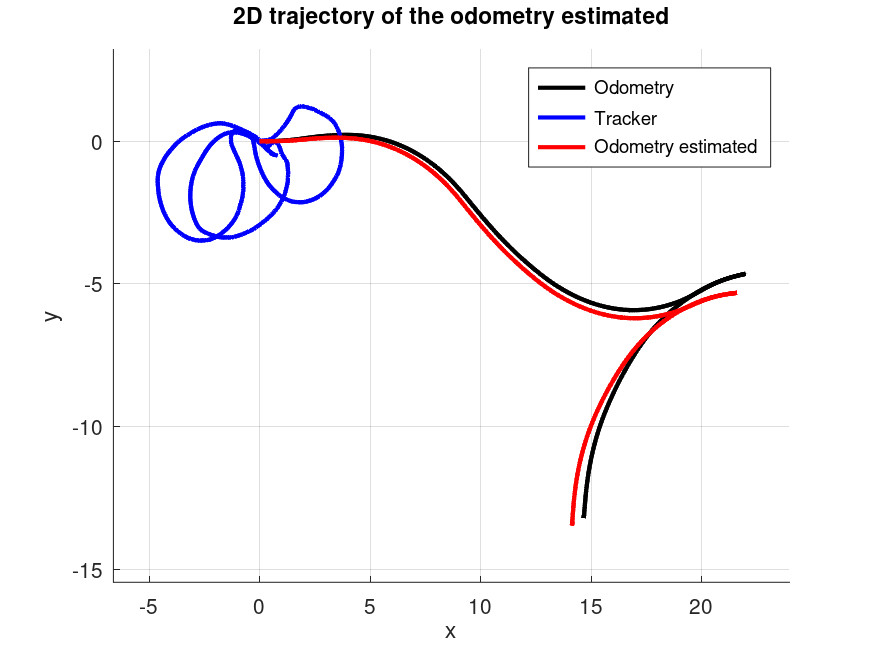 2D trajectory of the odometry estimated
Odometry
Tracker
Odometry estimated
0
-5
-10
-15
y
-5 0 5 10 15 20
x